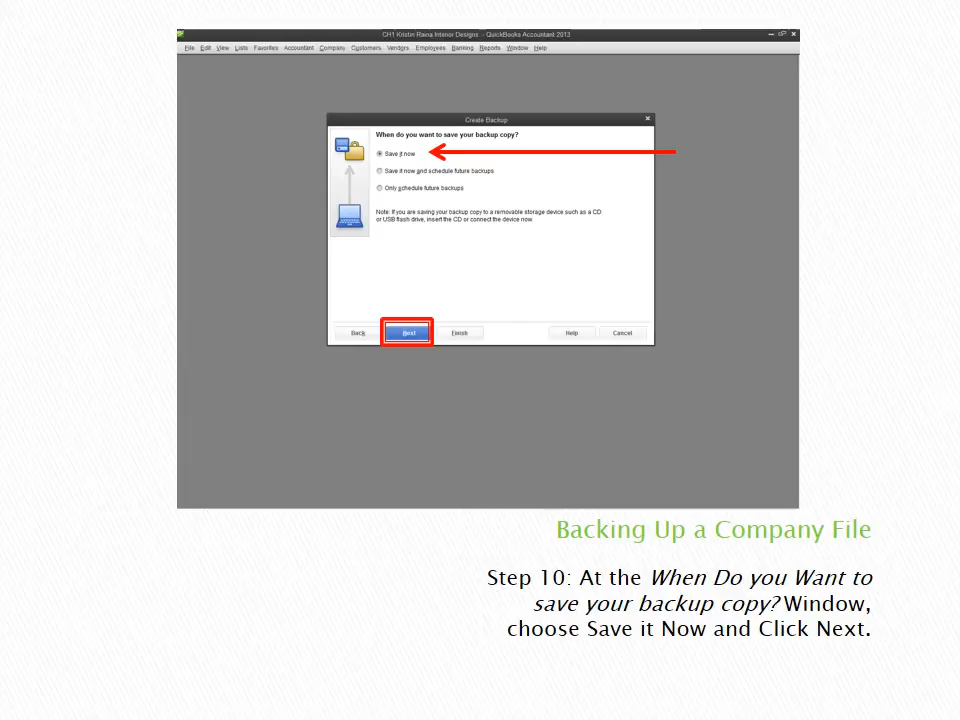 CH1 Kristin Raina Interior Designs - QuickBooks Accountant 2013
File Edit View Lists Favorites Accountant Company Customers Vendors Employees Banking Reports Window Help
Create Backup
When do you want to save your backup copy?
Save it now
Save it now and schedule future backups
Only schedule future backups
Note: If you are saving your backup copy to a removable storage device such as a CD
or USB flash drive, insert the CD or connect the device now.
Back Next Finish Help Cancel
Backing Up a Company File
Step 10: At the When Do you Want to
save your backup copy? Window,
choose Save it Now and Click Next.